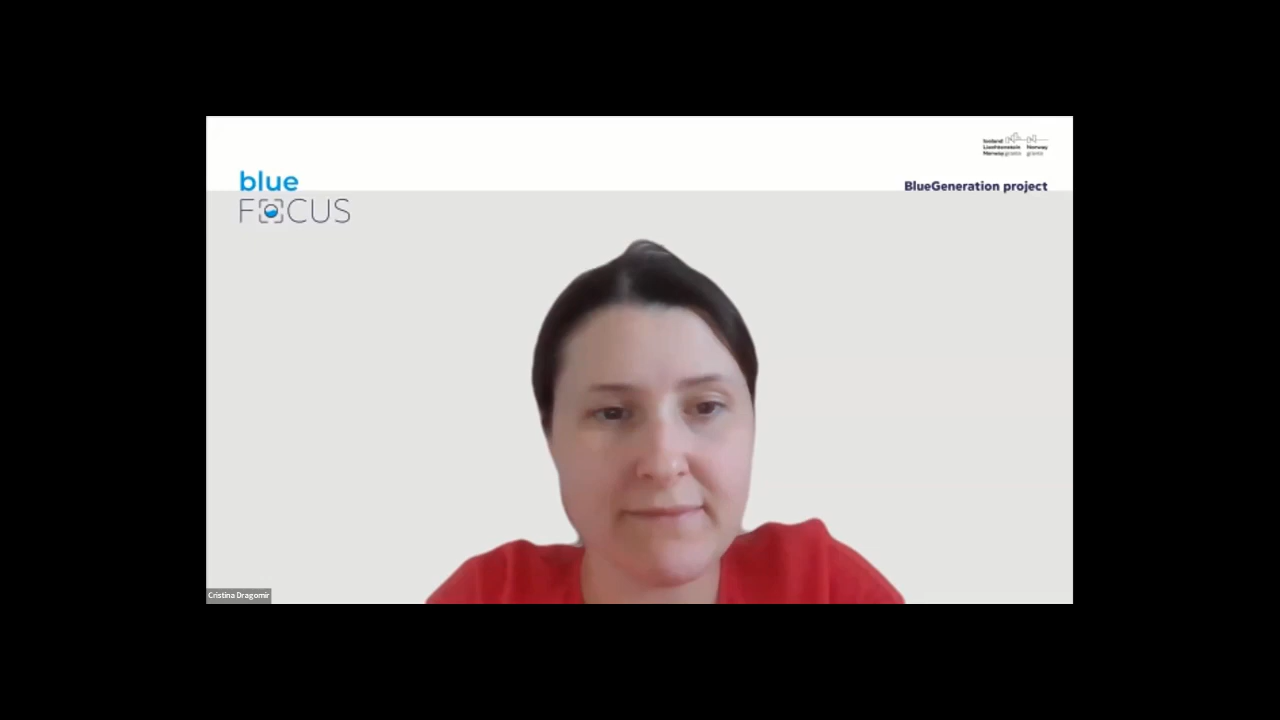 Iceland
Liechtenstein Norway
Norway grants grants
blue
BlueGeneration project
FOCUS
Cristina Dragomir